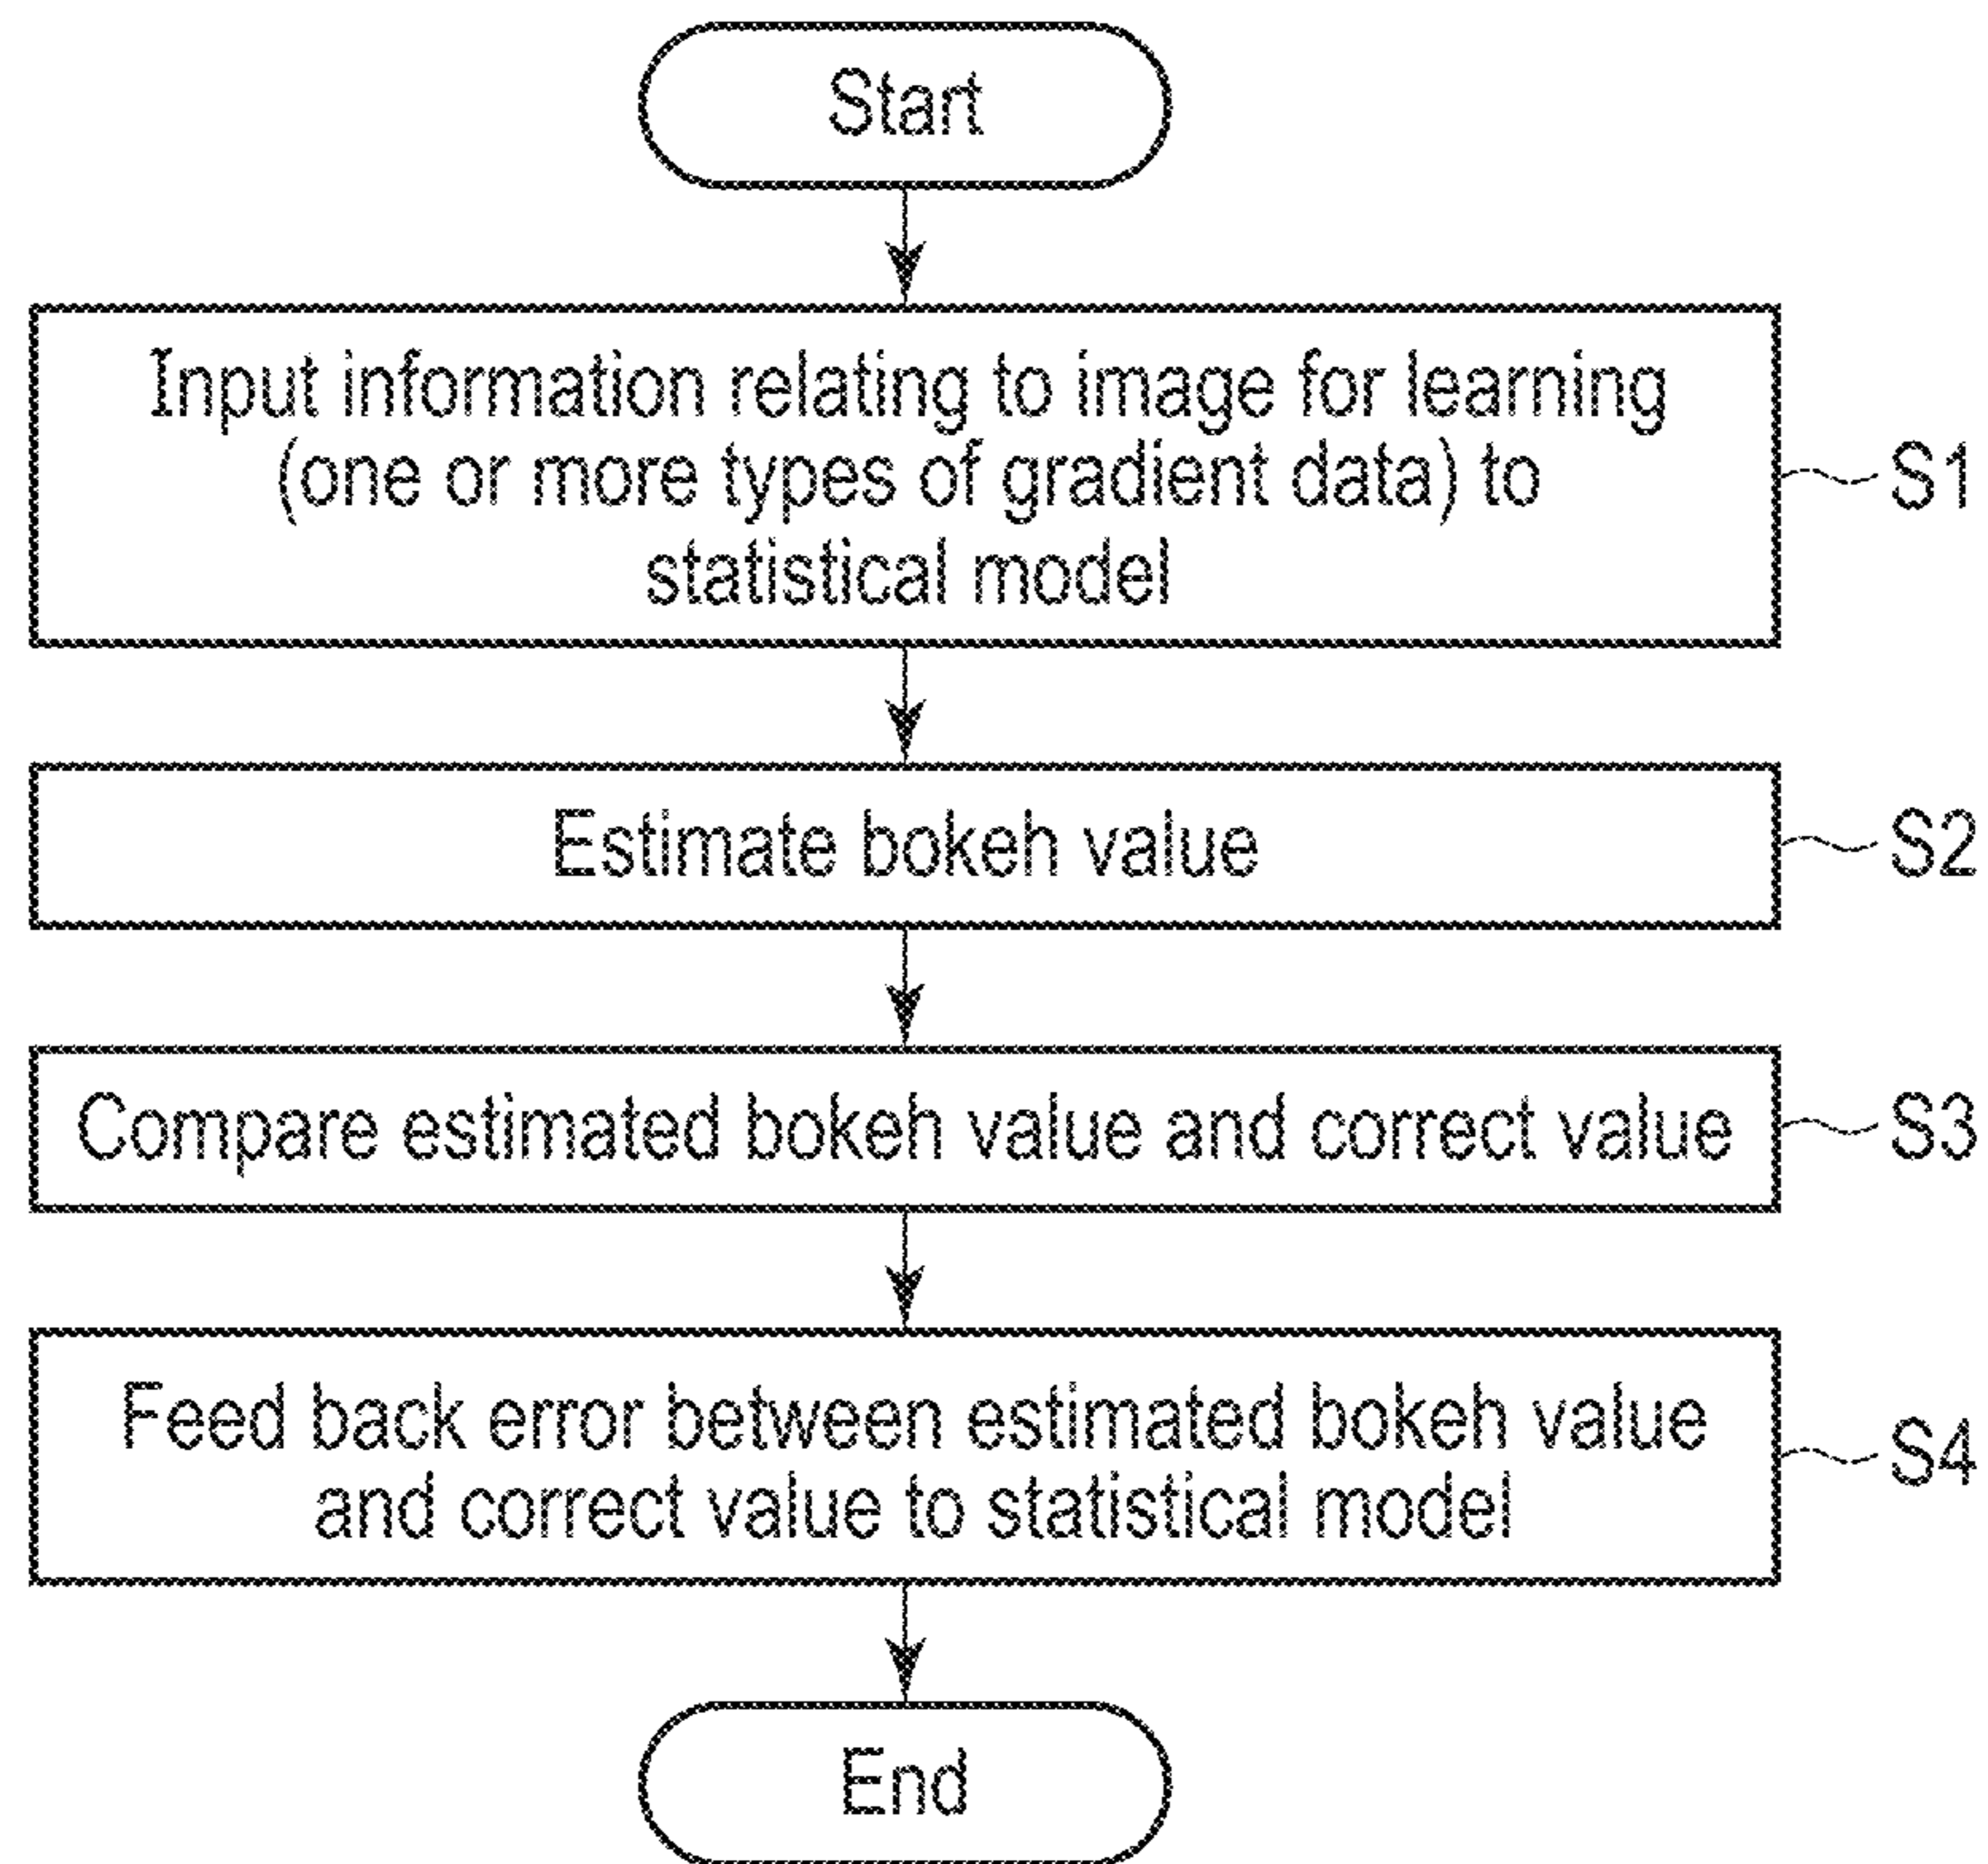 Start
Input information relating to image for learning
(one or more types of gradient data) to
statistical model
S1
Estimate bokeh value
S2
Compare estimated bokeh value and correct value
S3
Feed back error between estimated bokeh value
and correct value to statistical model
S4
End